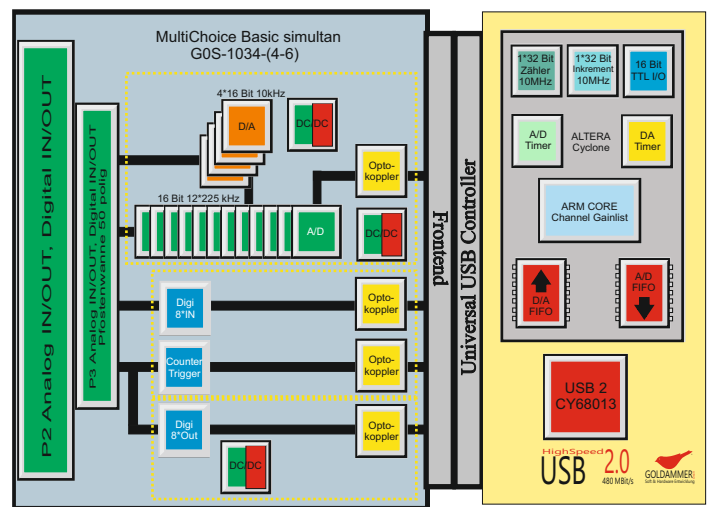 MultiChoice Basic simultan
G0S-1034-(4-6)
P2 Analog IN/OUT, Digital IN/OUT
P3 Analog IN/OUT, Digital IN/OUT
Pfostenwanne 50 polig
4*16 Bit 10kHz
D/A
DC/DC
Opto-
koppler
16 Bit 12*225 kHz
A/D
DC/DC
Digi
8*IN
Opto-
koppler
Counter
Trigger
Opto-
koppler
Digi
8*Out
Opto-
koppler
DC/DC
Frontend
Universal USB Controller
1*32 Bit
Zähler
10MHz
1*32 Bit
Inkrement
10MHz
16 Bit
TTL I/O
A/D
Timer
ALTERA
Cyclone
DA
Timer
ARM CORE
Channel Gainlist
D/A
FIFO
A/D
FIFO
USB 2
CY68013
HighSpeed
USB 2.0
480 MBit/s
GOLDAMMER
Soft & Hardware Entwicklung